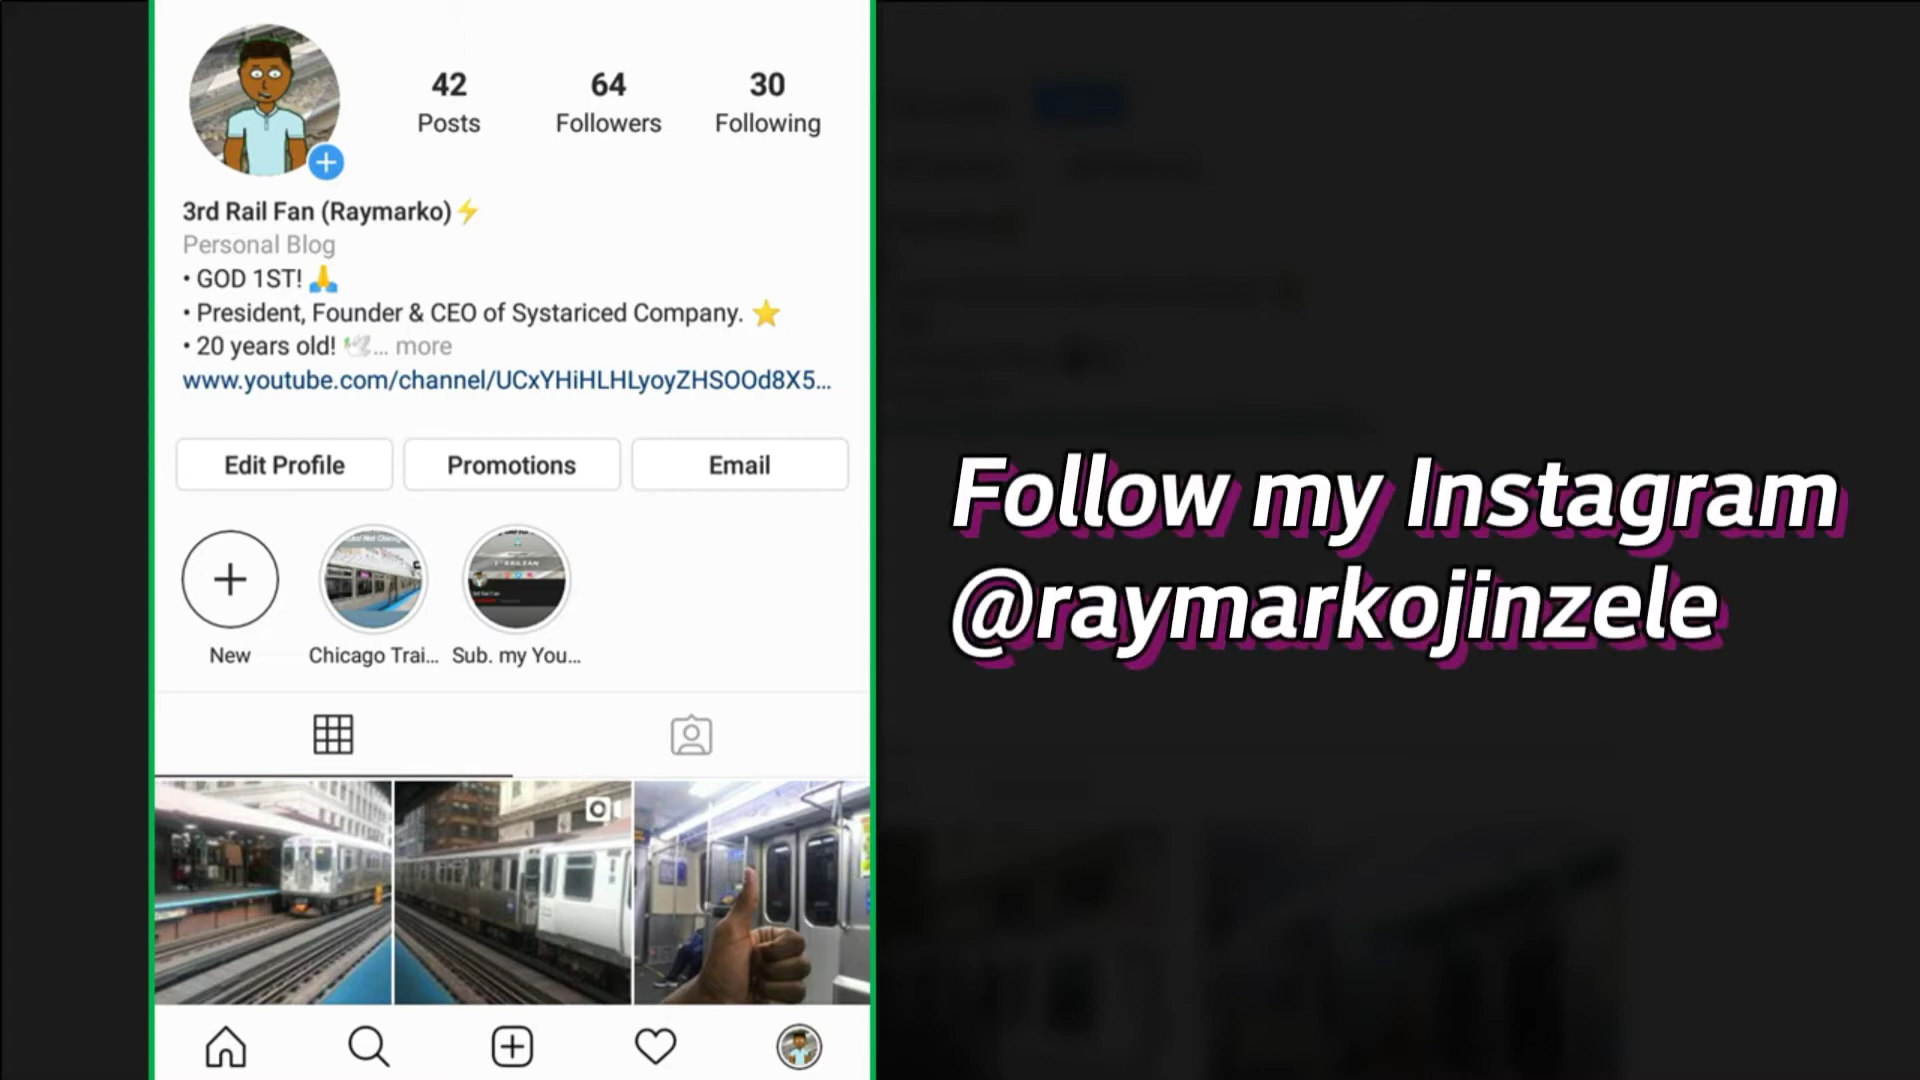 42
Posts
64
Followers
30
Following
3rd Rail Fan (Raymarko)⚡
Personal Blog
• GOD 1ST! 🙏
• President, Founder & CEO of Systariced Company. ⭐
• 20 years old! 🕊... more
www.youtube.com/channel/UCxYHiHLHLyoyZHSOOd8X5...
Edit Profile
Promotions
Email
New
Chicago Trai...
Sub. my You...
Follow my Instagram
@raymarkojinzele